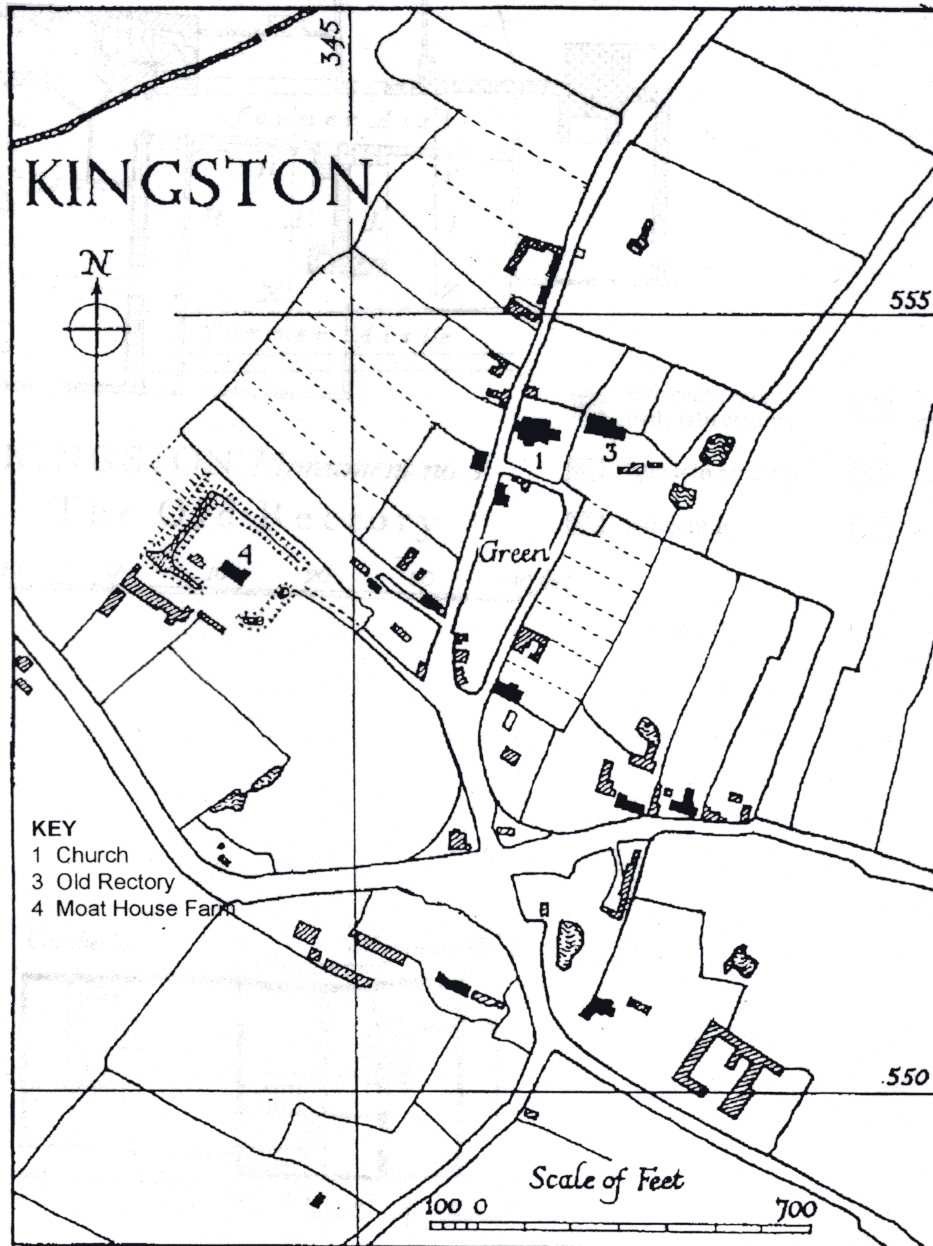 345
KINGSTON
N
555
1
3
4
Green
KEY
1 Church
3 Old Rectory
4 Moat House Farm
550
Scale of Feet
100 0 700